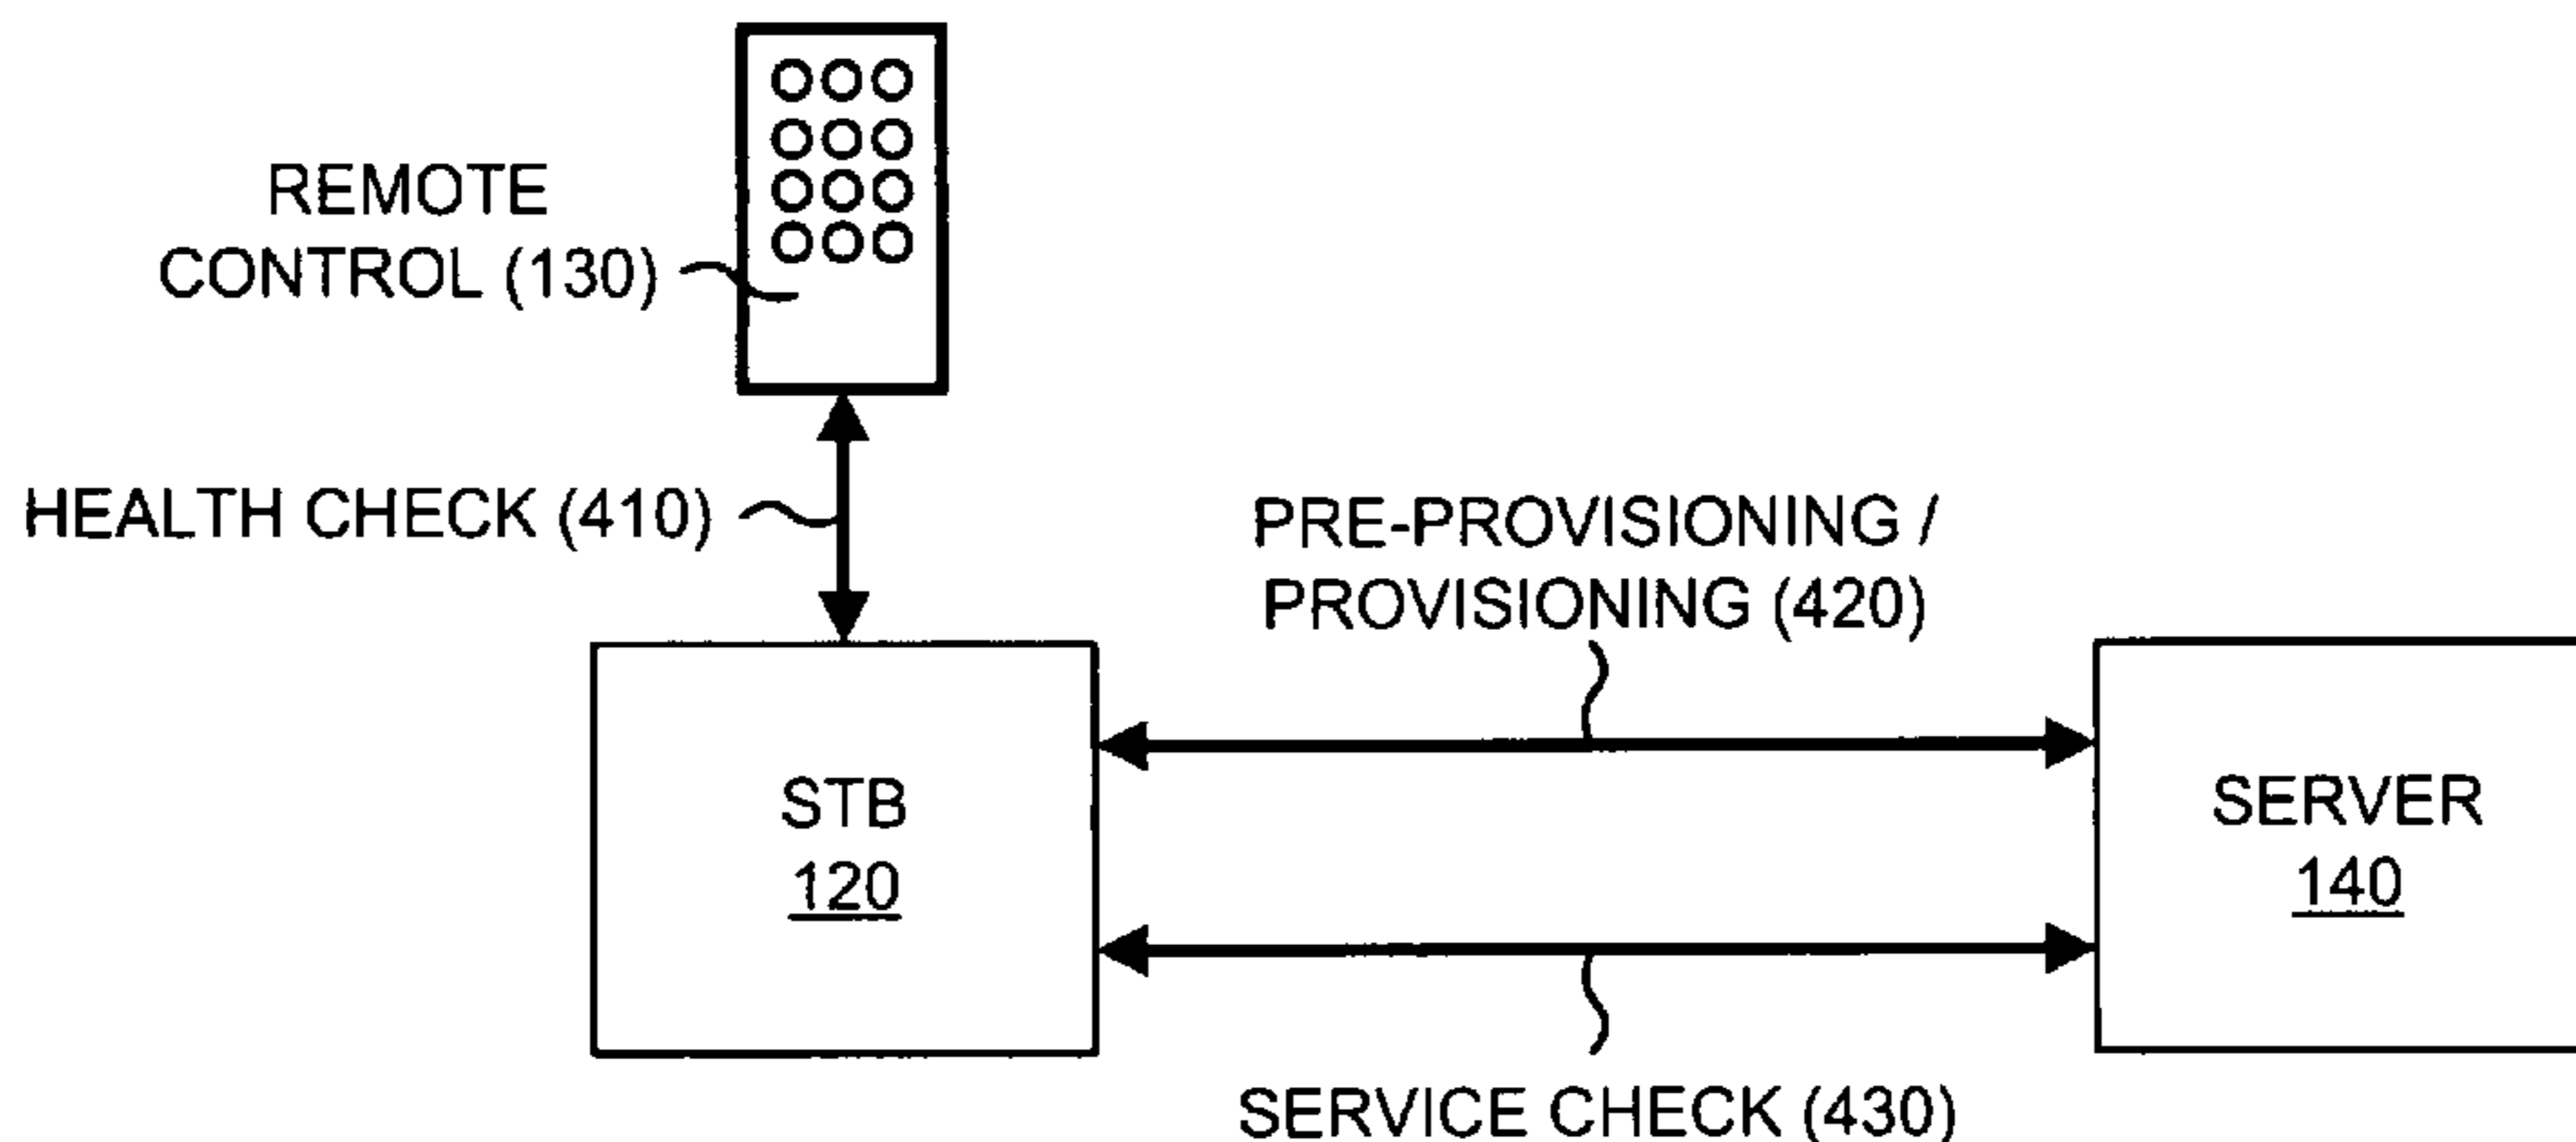 REMOTE
CONTROL (130)
HEALTH CHECK (410)
PRE-PROVISIONING /
PROVISIONING (420)
STB
120
SERVER
140
SERVICE CHECK (430)